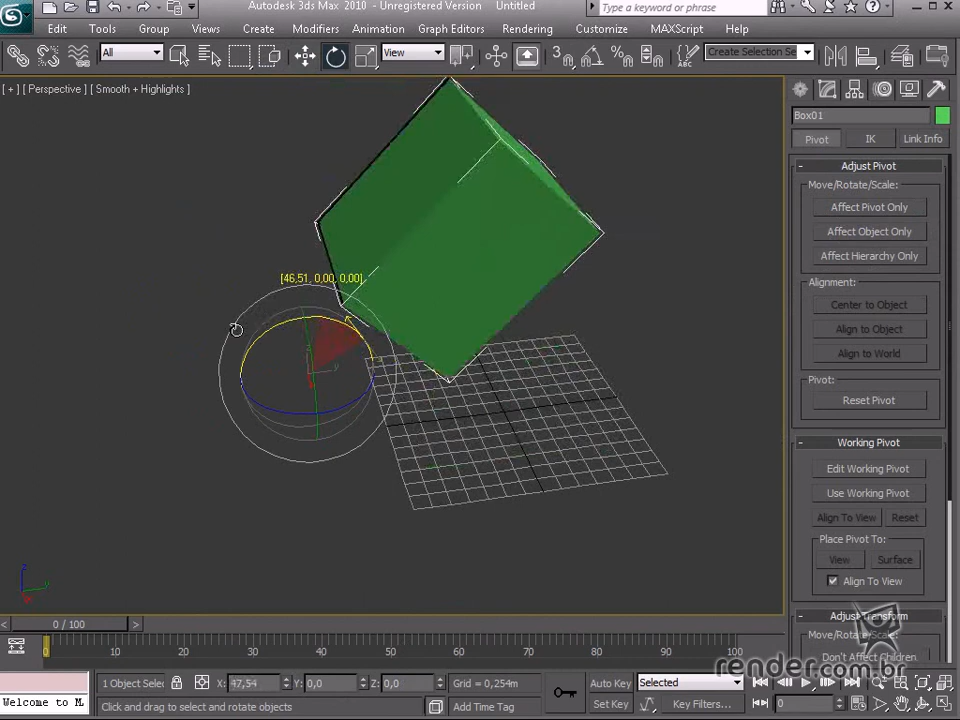 Autodesk 3ds Max 2010 - Unregistered Version Untitled
Type a keyword or phrase
Edit Tools Group Views Create Modifiers Animation Graph Editors Rendering Customize MAXScript Help
All View 3 Create Selection Se
ABC
[ + ] [ Perspective ] [ Smooth + Highlights ]
Box01
Pivot IK Link Info
- Adjust Pivot
Move/Rotate/Scale:
Affect Pivot Only
Affect Object Only
Affect Hierarchy Only
Alignment:
Center to Object
Align to Object
Align to World
Pivot:
Reset Pivot
- Working Pivot
Edit Working Pivot
Use Working Pivot
Align To View Reset
Place Pivot To:
View Surface
Align To View
- Adjust Transform
Move/Rotate/Scale:
Don't Affect Children
[46,51, 0,00, 0,00]
z
y
z
y
render.com.br
< 0 / 100 >
0 10 20 30 40 50 60 70 80 90 100
1 Object Selec X: 47,54 Y: 0,0 Z: 0,0 Grid = 0,254m Auto Key Selected
Welcome to M Click and drag to select and rotate objects Add Time Tag Set Key Key Filters... 0